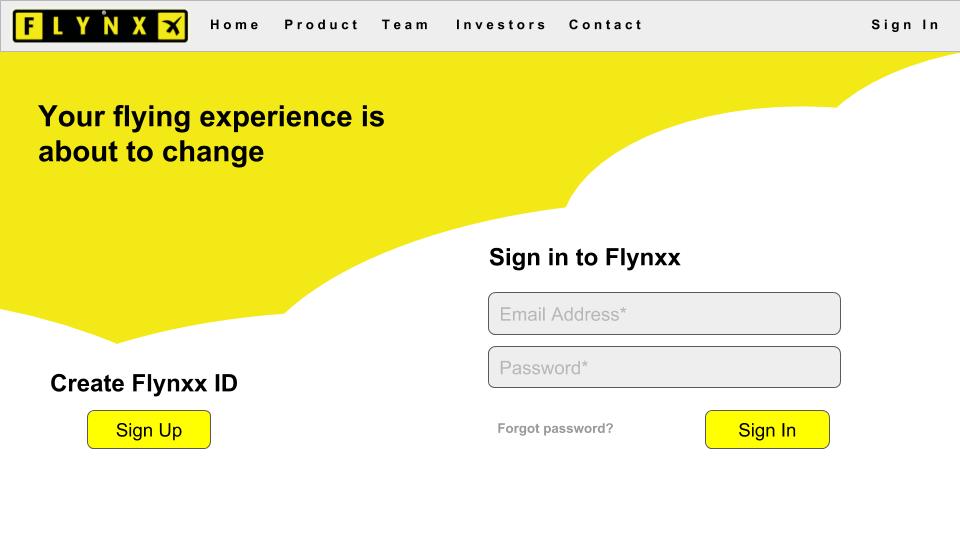 FLYNX
Home Product Team Investors Contact Sign In
Your flying experience is
about to change
Sign in to Flynxx
Email Address*
Password*
Create Flynxx ID
Sign Up
Forgot password?
Sign In